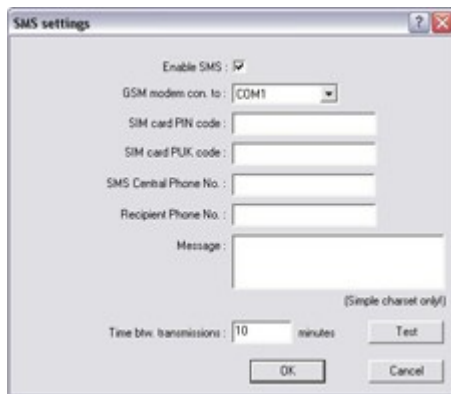 SMS settings
Enable SMS :
GSM modem con. to : COM1
SIM card PIN code :
SIM card PUK code :
SMS Central Phone No. :
Recipient Phone No. :
Message :
(Simple charset only!)
Time btw. transmissions : 10 minutes Test
OK Cancel